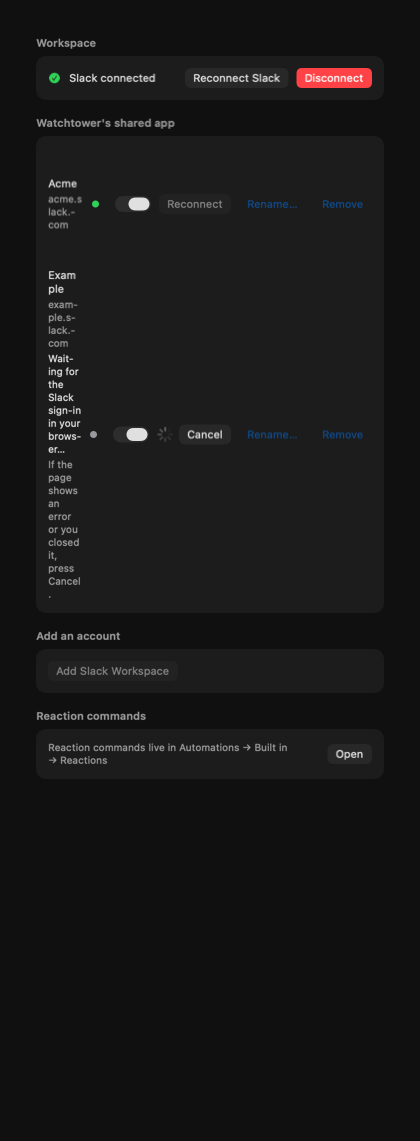 Workspace
Slack connected
Reconnect Slack
Disconnect
Watchtower's shared app
Acme
acme.s
lack.-
com
Reconnect
Rename...
Remove
Exam
ple
exam-
ple.s-
lack.-
com
Wait-
ing for
the
Slack
sign-in
in your
brows-
er...
If the
page
shows
an
error
or you
closed
it,
press
Cancel
.
Cancel
Rename...
Remove
Add an account
Add Slack Workspace
Reaction commands
Reaction commands live in Automations → Built in
→ Reactions
Open